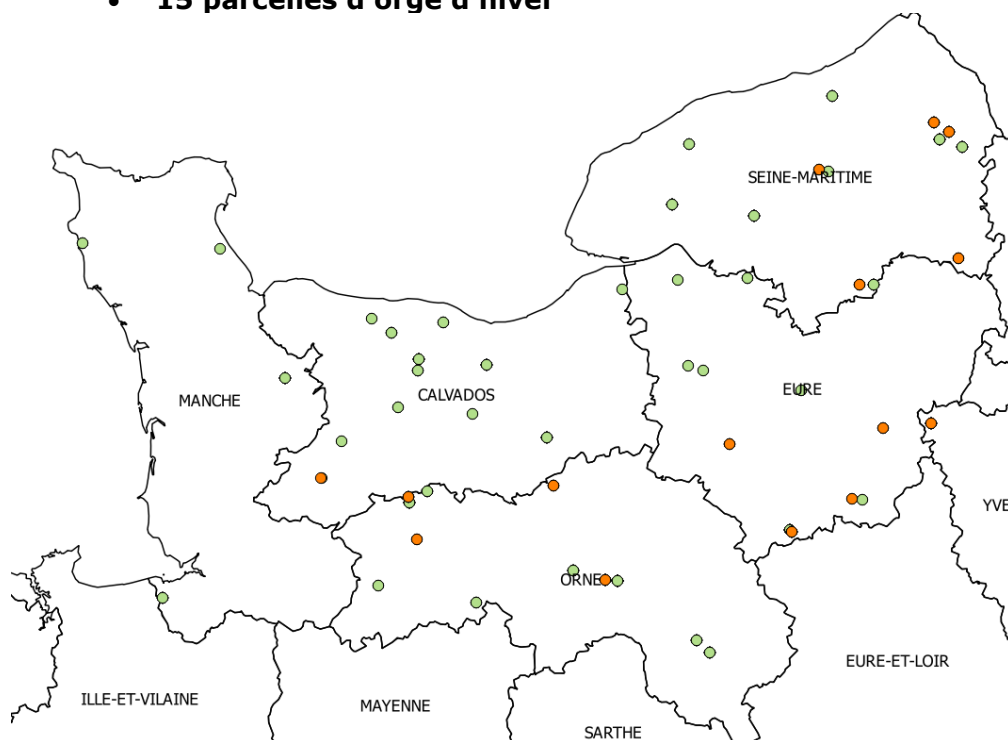 • 15 parcelles d'orge d'hiver
SEINE-MARITIME
EURE
CALVADOS
MANCHE
YVE
ORNE
EURE-ET-LOIR
ILLE-ET-VILAINE
MAYENNE
SARTHE